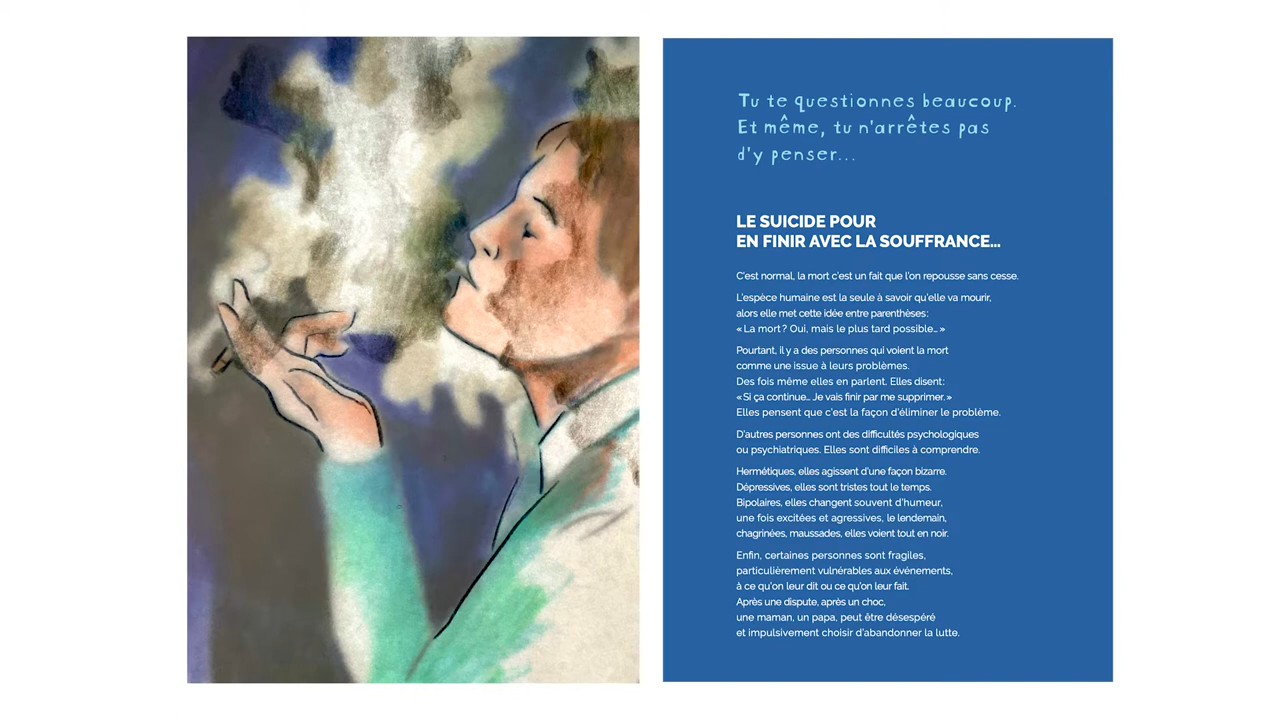 Tu te questionnes beaucoup.
Et même, tu n'arrêtes pas
d'y penser...
LE SUICIDE POUR
EN FINIR AVEC LA SOUFFRANCE...
C'est normal, la mort c'est un fait que l'on repousse sans cesse.
L'espèce humaine est la seule à savoir qu'elle va mourir,
alors elle met cette idée entre parenthèses:
« La mort? Oui, mais le plus tard possible... »
Pourtant, il y a des personnes qui voient la mort
comme une issue à leurs problèmes.
Des fois même elles en parlent. Elles disent:
« Si ça continue... Je vais finir par me supprimer. »
Elles pensent que c'est la façon d'éliminer le problème.
D'autres personnes ont des difficultés psychologiques
ou psychiatriques. Elles sont difficiles à comprendre.
Hermétiques, elles agissent d'une façon bizarre.
Dépressives, elles sont tristes tout le temps.
Bipolaires, elles changent souvent d'humeur,
une fois excitées et agressives, le lendemain,
chagrinées, maussades, elles voient tout en noir.
Enfin, certaines personnes sont fragiles,
particulièrement vulnérables aux événements,
à ce qu'on leur dit ou ce qu'on leur fait.
Après une dispute, après un choc,
une maman, un papa, peut être désespéré
et impulsivement choisir d'abandonner la lutte.